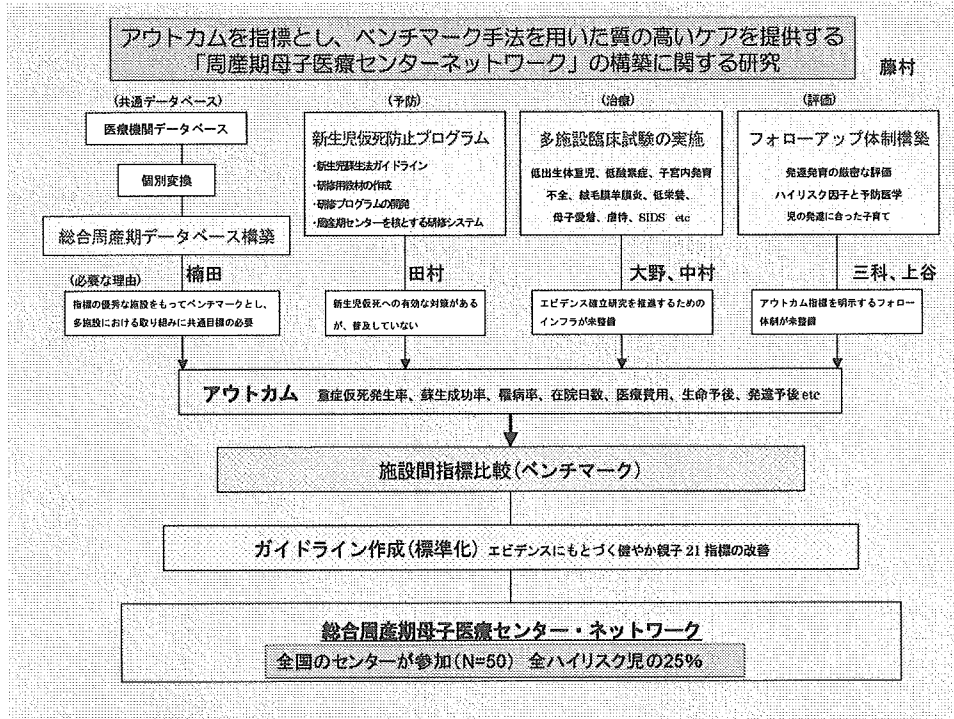 アウトカムを指標とし、ベンチマーク手法を用いた質の高いケアを提供する
「周産期母子医療センターネットワーク」の構築に関する研究
藤村
(共通データベース)
医療機関データベース
個別変換
総合周産期データベース構築
(必要な理由)
楠田
指標の優秀な施設をもってベンチマークとし、
多施設における取り組みに共通目標の必要
(予防)
新生児仮死防止プログラム
・新生児蘇生法ガイドライン
・研修用教材の作成
・研修プログラムの開発
・周産期センターを核とする研修システム
田村
新生児仮死への有効な対策がある
が、普及していない
(治療)
多施設臨床試験の実施
低出生体重児、低酸素症、子宮内発育
不全、絨毛膜羊膜炎、低栄養、
母子愛着、虐待、SIDS etc
大野、中村
エビデンス確立研究を推進するための
インフラが未整備
(評価)
フォローアップ体制構築
発達発育の厳密な評価
ハイリスク因子と予防医学
児の発達に合った子育て
三科、上谷
アウトカム指標を明示するフォロー
体制が未整備
アウトカム 重症仮死発生率、蘇生成功率、罹病率、在院日数、医療費用、生命予後、発達予後 etc
施設間指標比較(ベンチマーク)
ガイドライン作成(標準化) エビデンスにもとづく健やか親子 21 指標の改善
総合周産期母子医療センター・ネットワーク
全国のセンターが参加(N=50) 全ハイリスク児の25%